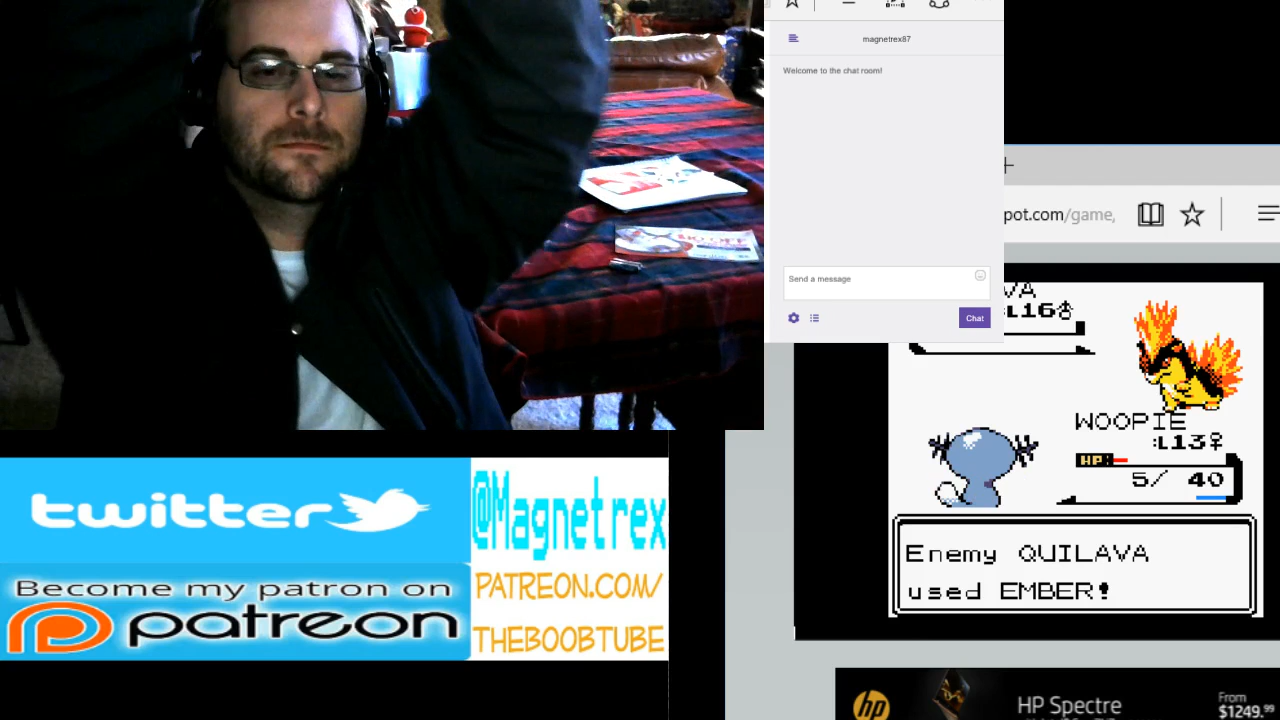 magnetrex87
Welcome to the chat room!
Send a message
Chat
pot.com/game,
VA
:L16♂
WOOPIE
:L13♀
HP
5/ 40
Enemy QUILAVA
used EMBER!
twitter
@Magnetrex
Become my patron on
patreon
PATREON.COM/
THEBOOBTUBE
hp
HP Spectre
From
$1249.99